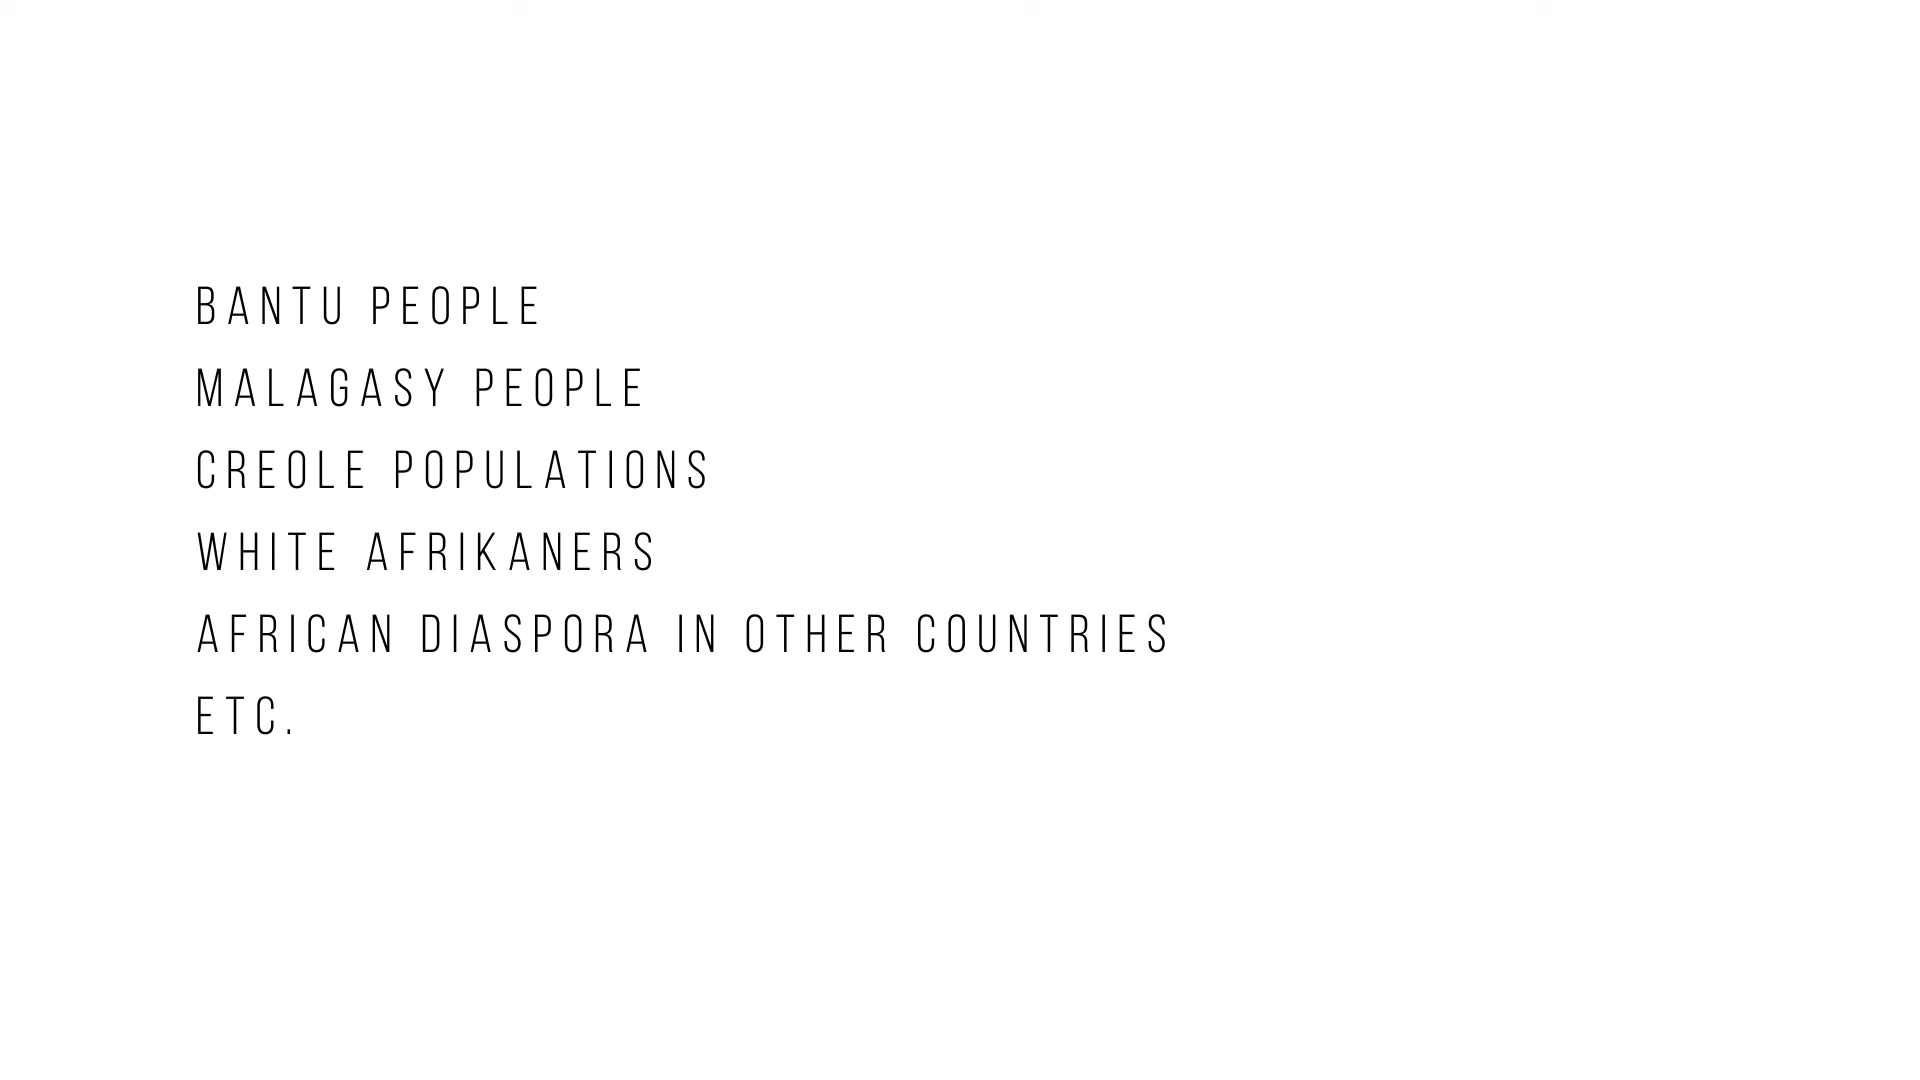 BANTU PEOPLE
MALAGASY PEOPLE
CREOLE POPULATIONS
WHITE AFRIKANERS
AFRICAN DIASPORA IN OTHER COUNTRIES
ETC.